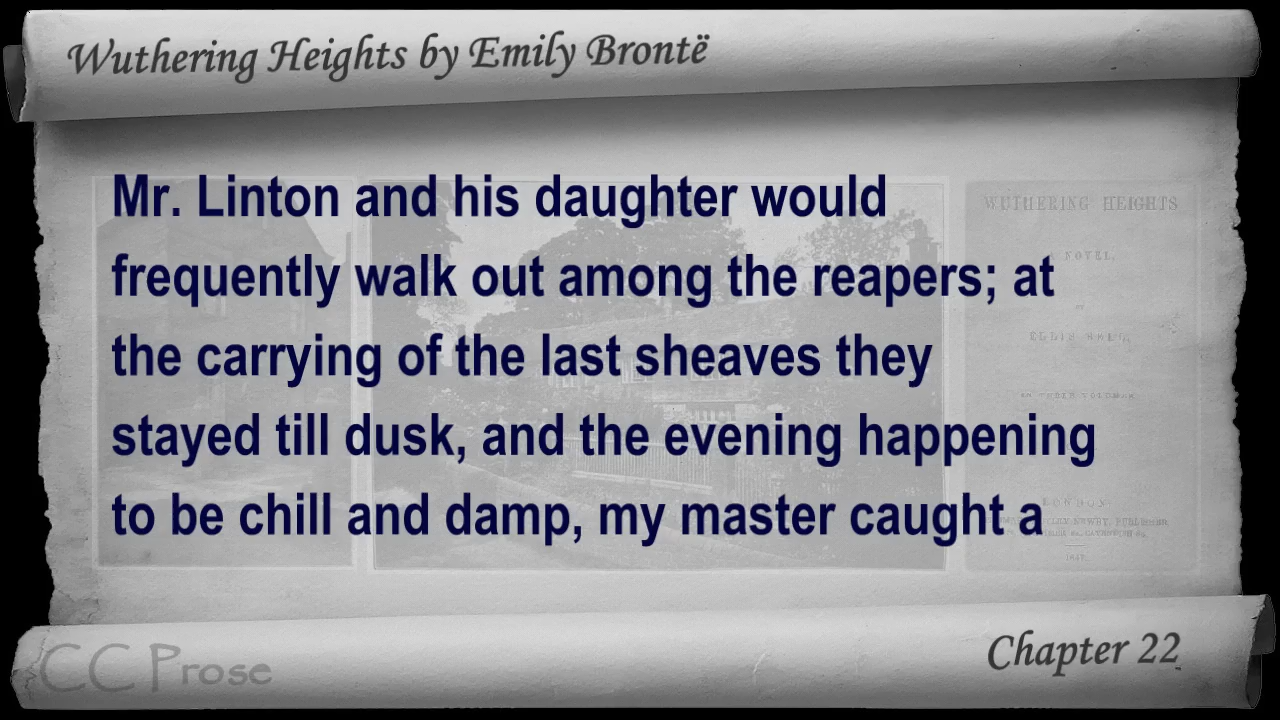 Wuthering Heights by Emily Brontë
Mr. Linton and his daughter would
frequently walk out among the reapers; at
the carrying of the last sheaves they
stayed till dusk, and the evening happening
to be chill and damp, my master caught a
WUTHERING HEIGHTS
A NOVEL,
LONDON:
1847.
CC Prose
Chapter 22